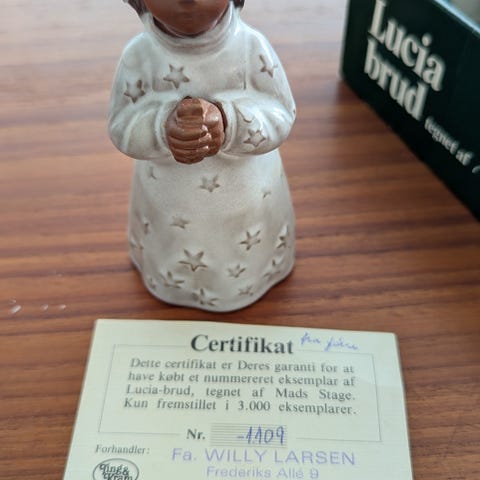 Lucia
brud
tegnet af
Certifikat
Dette certifikat er Deres garanti for at
have købt et nummereret eksemplar af
Lucia-brud, tegnet af Mads Stage.
Kun fremstillet i 3.000 eksemplarer.
Nr. -1109
Forhandler:
Fa. WILLY LARSEN
Frederiks Allé 9
Ting &
Kram